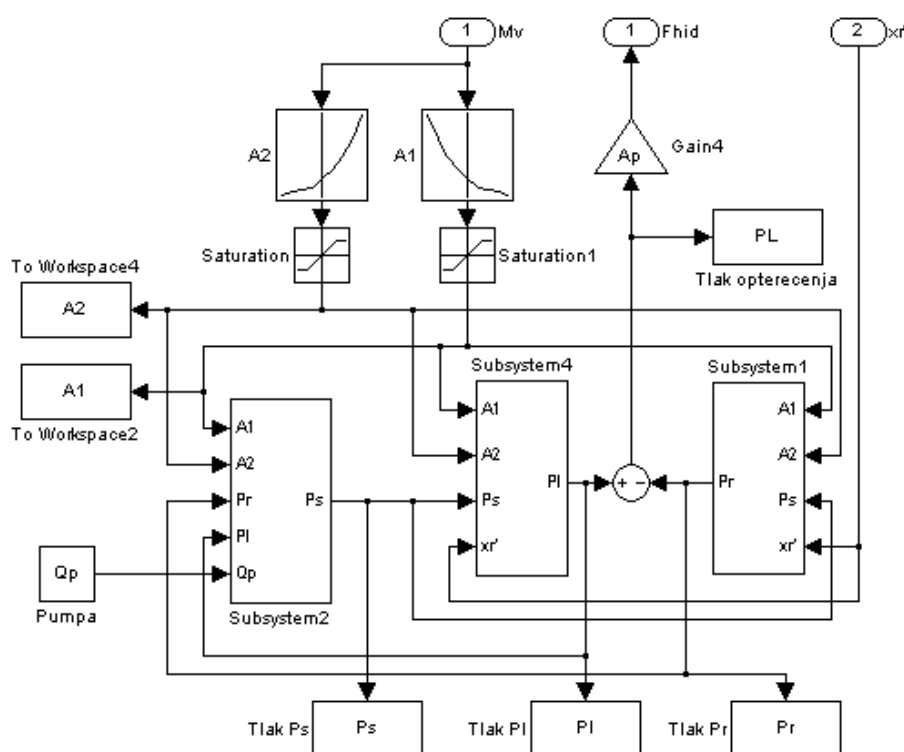 1
Mv
1
Fhid
2
xr'
A2
A1
Ap
Gain4
Saturation
Saturation1
PL
Tlak opterecenja
To Workspace4
A2
A1
To Workspace2
Subsystem4
Subsystem1
A1
A2
Pr
Pl
Qp
Ps
Subsystem2
A1
A2
Ps
xr'
Pl
+ −
Pr
A1
A2
Ps
xr'
Qp
Pumpa
Tlak Ps
Ps
Tlak Pl
Pl
Tlak Pr
Pr